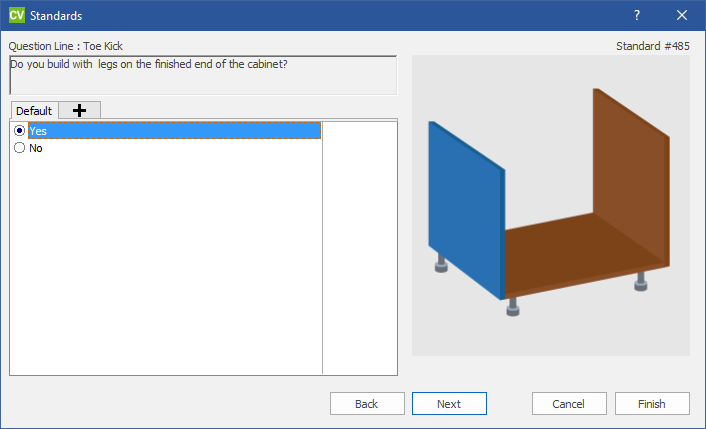 CV Standards
?
Question Line : Toe Kick
Standard #485
Do you build with legs on the finished end of the cabinet?
Default
Yes
No
Back
Next
Cancel
Finish